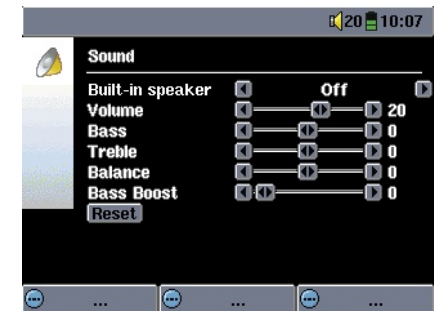 20 10:07
Sound
Built-in speaker Off
Volume 20
Bass 0
Treble 0
Balance 0
Bass Boost 0
Reset
... ... ...